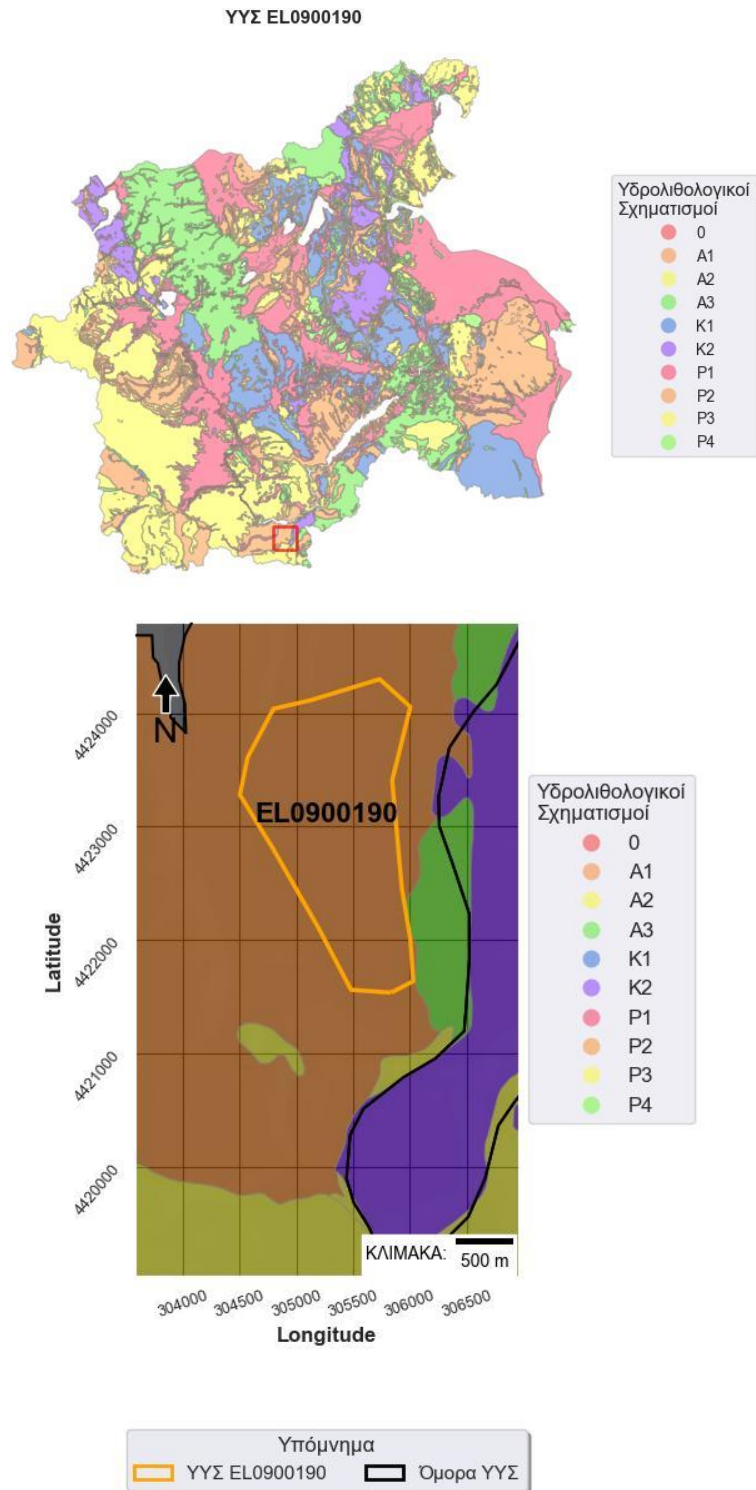 ΥΥΣ EL0900190
Υδρολιθολογικοί
Σχηματισμοί
0
A1
A2
A3
K1
K2
P1
P2
P3
P4
4424000
4423000
4422000
4421000
4420000
Latitude
N
EL0900190
ΚΛΙΜΑΚΑ:
500 m
304000
304500
305000
305500
306000
306500
Longitude
Υδρολιθολογικοί
Σχηματισμοί
0
A1
A2
A3
K1
K2
P1
P2
P3
P4
Υπόμνημα
ΥΥΣ EL0900190
Όμορα ΥΥΣ